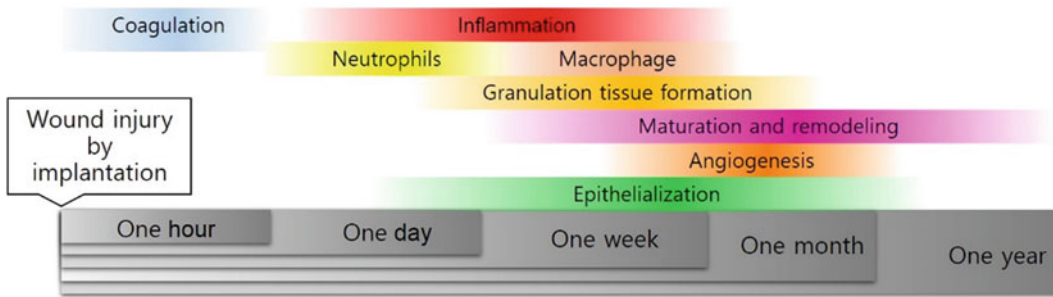 Coagulation
Inflammation
Neutrophils
Macrophage
Granulation tissue formation
Wound injury
by
implantation
Maturation and remodeling
Angiogenesis
Epithelialization
One hour
One day
One week
One month
One year